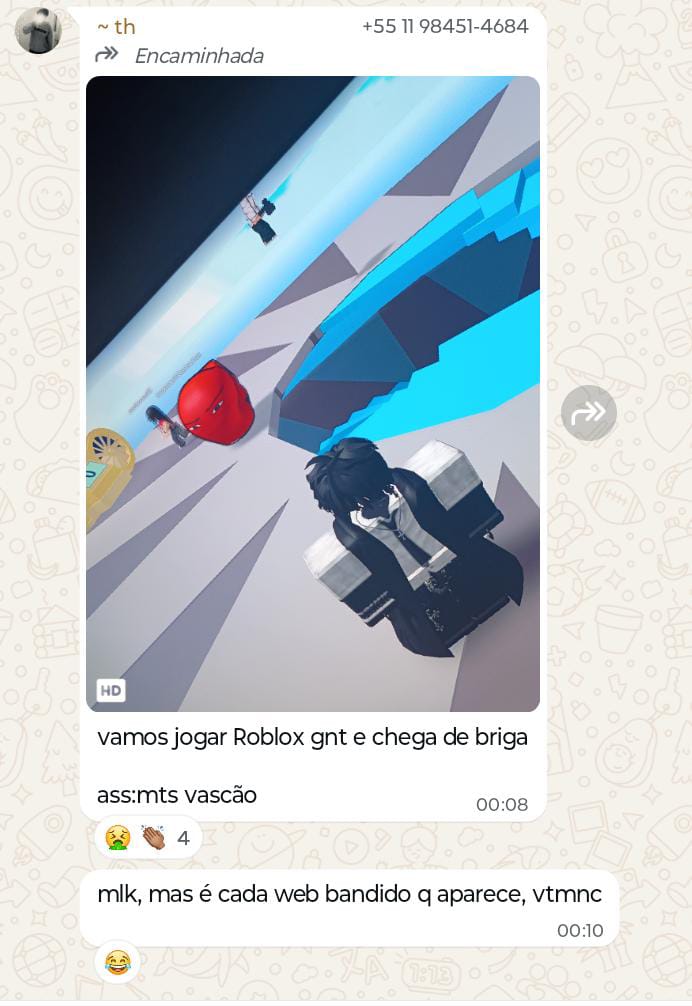 ~ th +55 11 98451-4684
Encaminhada
HD
vamos jogar Roblox gnt e chega de briga
ass:mts vascão
00:08
4
mlk, mas é cada web bandido q aparece, vtmnc
00:10